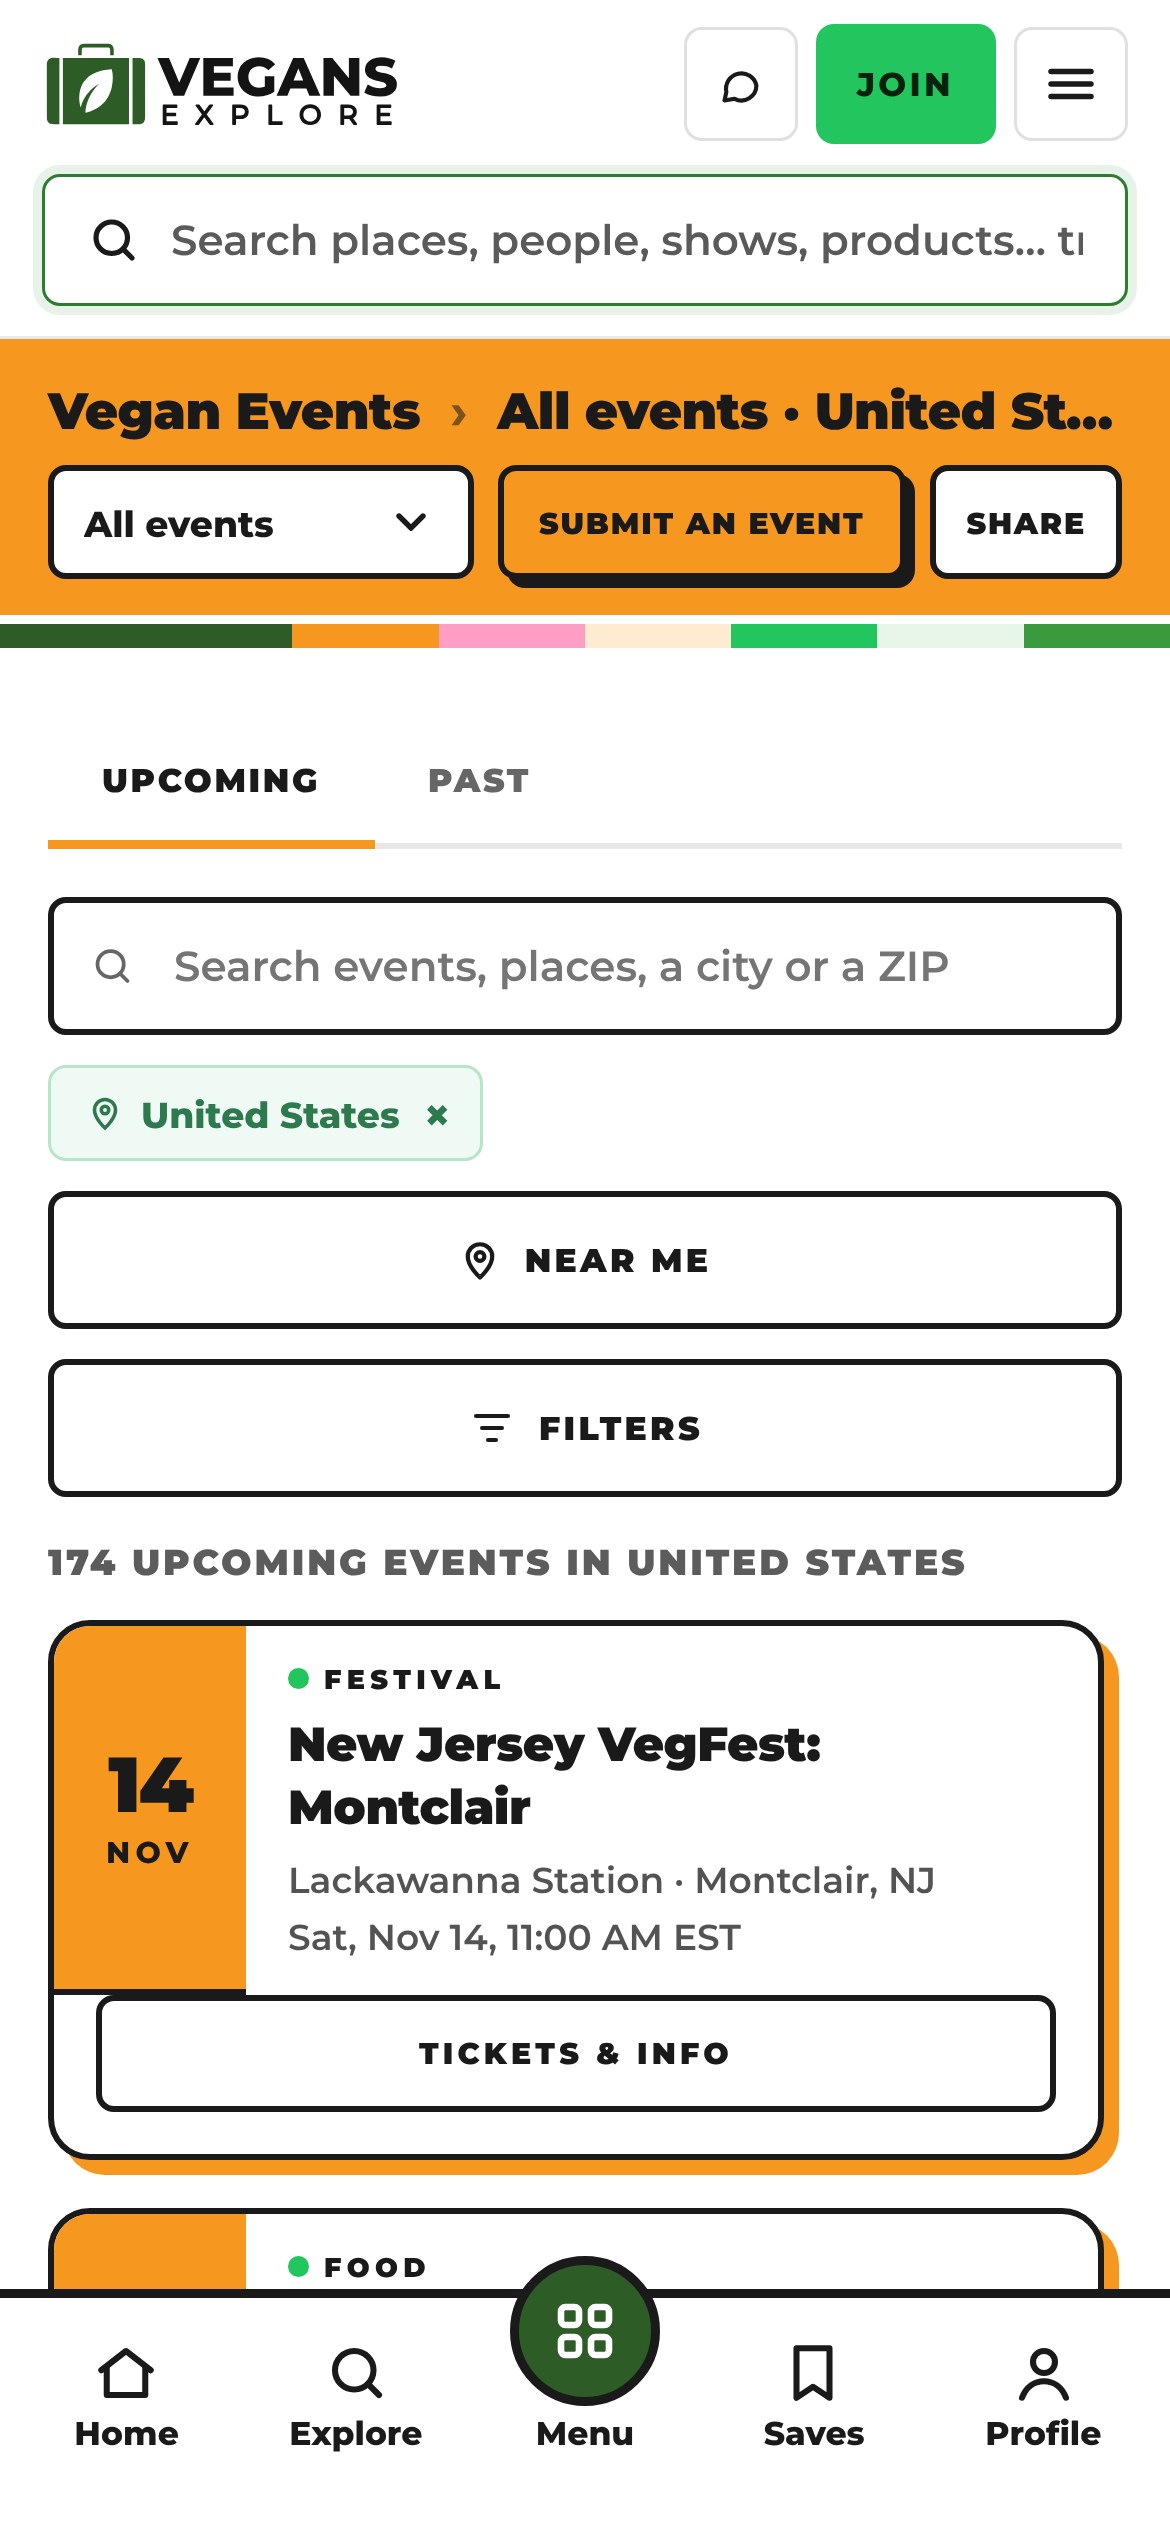 VEGANS
EXPLORE
JOIN
Search places, people, shows, products...
Vegan Events › All events · United St...
All events
SUBMIT AN EVENT
SHARE
UPCOMING
PAST
Search events, places, a city or a ZIP
United States ×
NEAR ME
FILTERS
174 UPCOMING EVENTS IN UNITED STATES
14
NOV
FESTIVAL
New Jersey VegFest:
Montclair
Lackawanna Station · Montclair, NJ
Sat, Nov 14, 11:00 AM EST
TICKETS & INFO
FOOD
Home
Explore
Menu
Saves
Profile